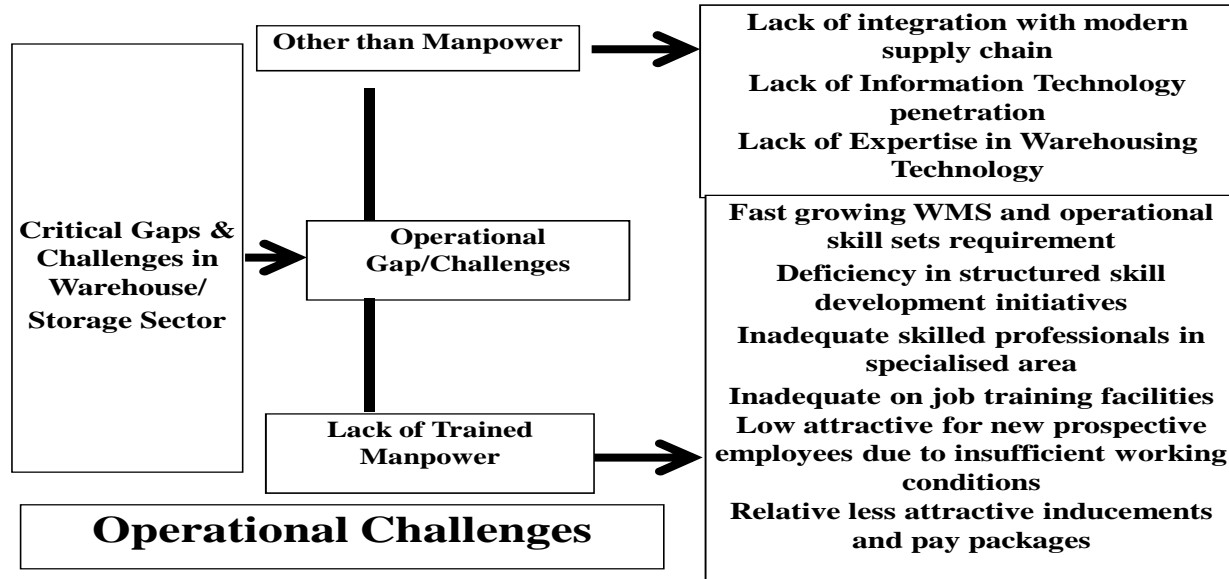 Critical Gaps &
Challenges in
Warehouse/
Storage Sector
Other than Manpower
Operational
Gap/Challenges
Lack of Trained
Manpower
Lack of integration with modern
supply chain
Lack of Information Technology
penetration
Lack of Expertise in Warehousing
Technology
Fast growing WMS and operational
skill sets requirement
Deficiency in structured skill
development initiatives
Inadequate skilled professionals in
specialised area
Inadequate on job training facilities
Low attractive for new prospective
employees due to insufficient working
conditions
Relative less attractive inducements
and pay packages
Operational Challenges